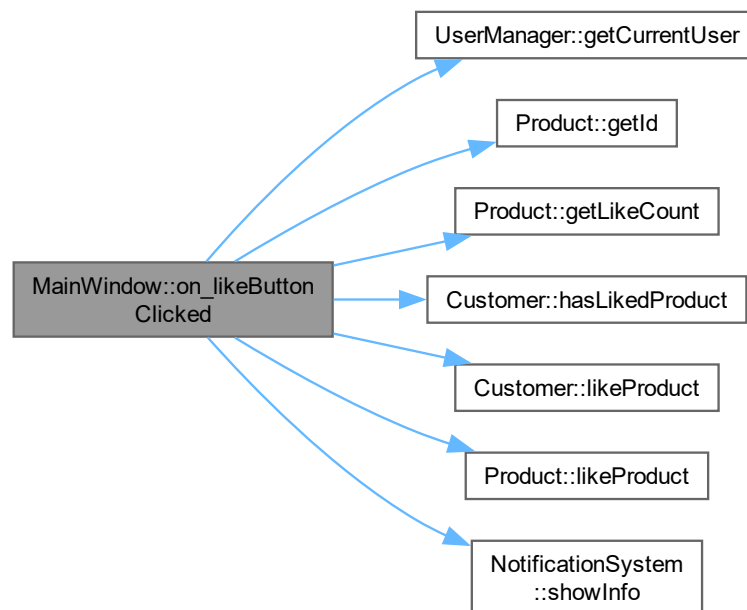 UserManager::getCurrentUser
Product::getId
Product::getLikeCount
MainWindow::on_likeButton
Clicked
Customer::hasLikedProduct
Customer::likeProduct
Product::likeProduct
NotificationSystem
::showInfo